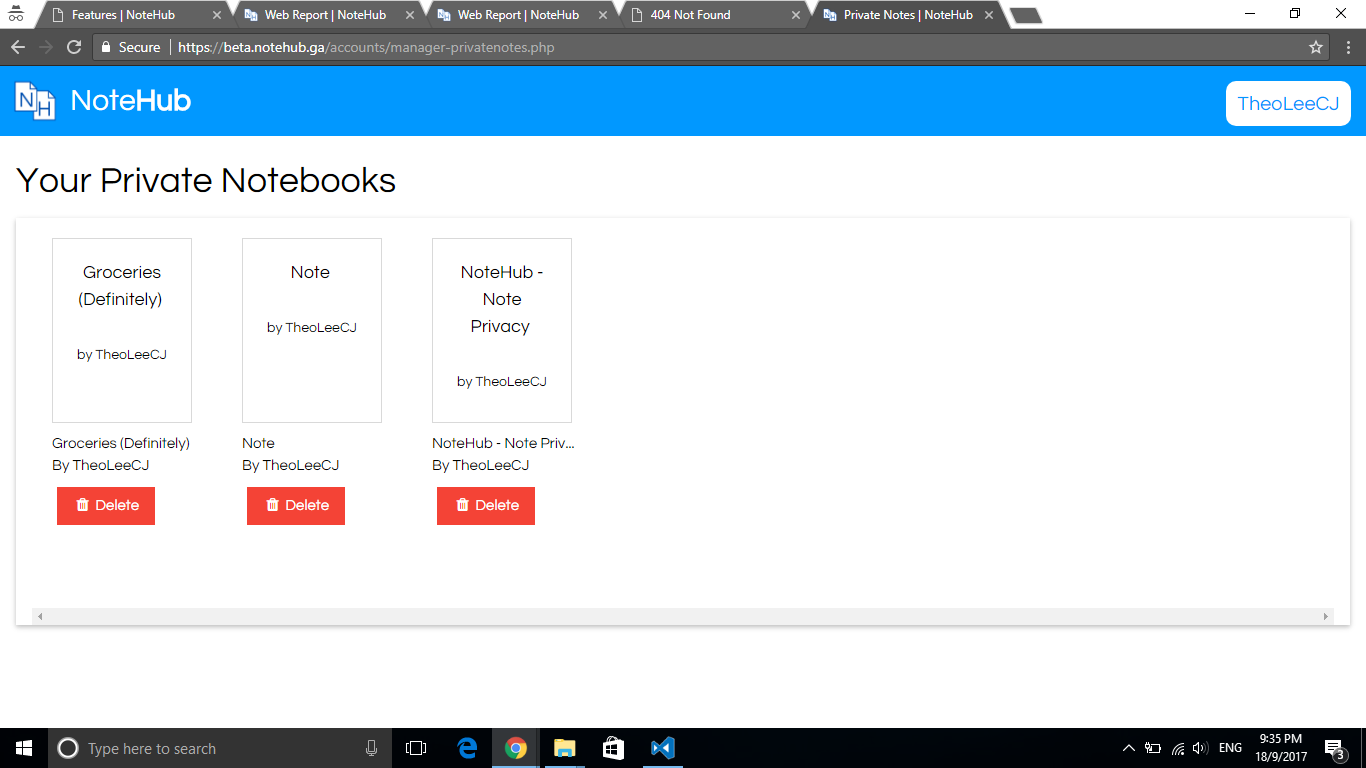 Features | NoteHub
Web Report | NoteHub
Web Report | NoteHub
404 Not Found
Private Notes | NoteHub
Secure
https://beta.notehub.ga/accounts/manager-privatenotes.php
NH
NoteHub
TheoLeeCJ
Your Private Notebooks
Groceries
(Definitely)
by TheoLeeCJ
Note
by TheoLeeCJ
NoteHub -
Note
Privacy
by TheoLeeCJ
Groceries (Definitely)
By TheoLeeCJ
Note
By TheoLeeCJ
NoteHub - Note Priv...
By TheoLeeCJ
Delete
Delete
Delete
Type here to search
ENG
9:35 PM
18/9/2017
3